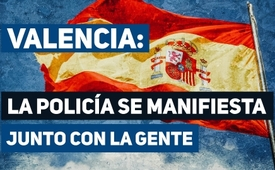 VALENCIA:
LA POLICÍA SE MANIFIESTA
JUNTO CON LA GENTE